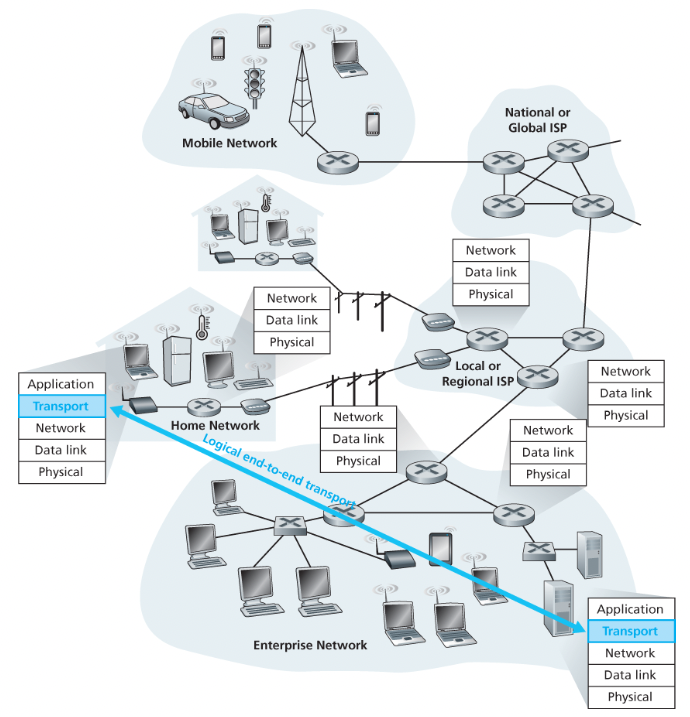 Mobile Network
National or
Global ISP
Network
Data link
Physical
Network
Data link
Physical
Local or
Regional ISP
Network
Data link
Physical
Application
Transport
Network
Data link
Physical
Home Network
Network
Data link
Physical
Network
Data link
Physical
Logical end-to-end transport
Enterprise Network
Application
Transport
Network
Data link
Physical